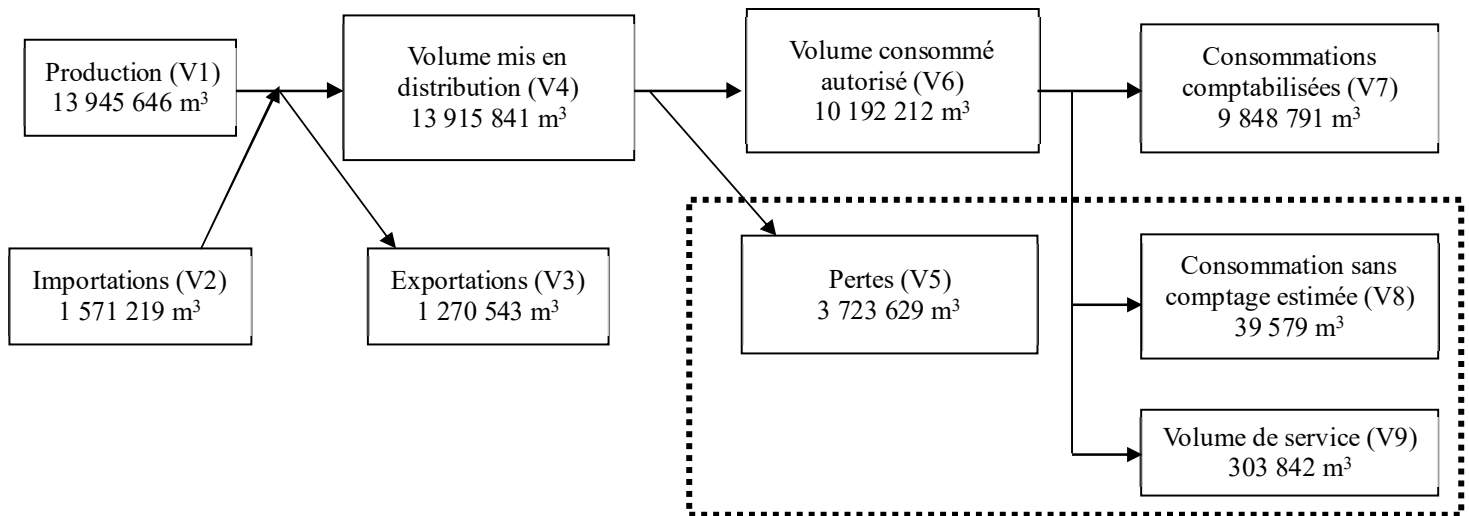 Production (V1)
13 945 646 m³
Volume mis en
distribution (V4)
13 915 841 m³
Volume consommé
autorisé (V6)
10 192 212 m³
Consommations
comptabilisées (V7)
9 848 791 m³
Importations (V2)
1 571 219 m³
Exportations (V3)
1 270 543 m³
Pertes (V5)
3 723 629 m³
Consommation sans
comptage estimée (V8)
39 579 m³
Volume de service (V9)
303 842 m³